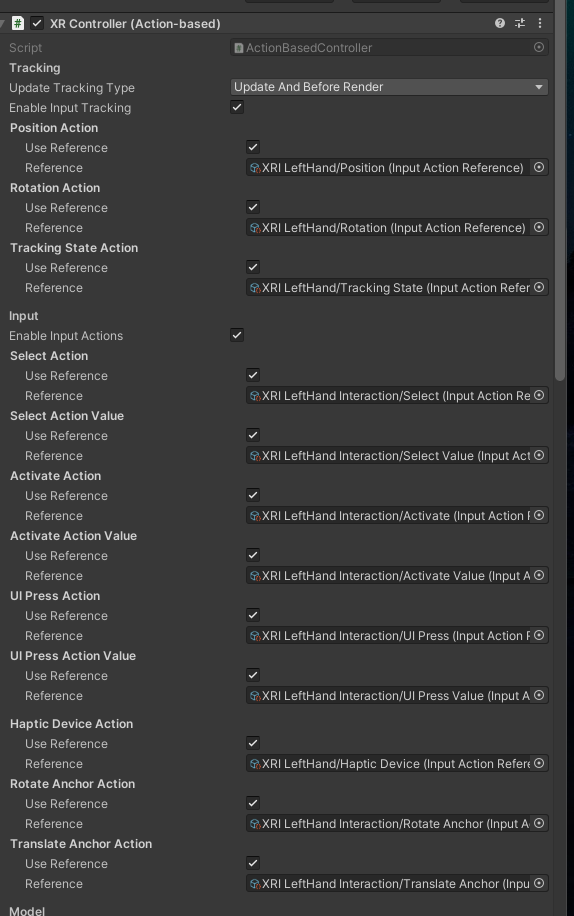 XR Controller (Action-based)
Script ActionBasedController
Tracking
Update Tracking Type Update And Before Render
Enable Input Tracking
Position Action
Use Reference
Reference XRI LeftHand/Position (Input Action Reference)
Rotation Action
Use Reference
Reference XRI LeftHand/Rotation (Input Action Reference)
Tracking State Action
Use Reference
Reference XRI LeftHand/Tracking State (Input Action Refer
Input
Enable Input Actions
Select Action
Use Reference
Reference XRI LeftHand Interaction/Select (Input Action Re
Select Action Value
Use Reference
Reference XRI LeftHand Interaction/Select Value (Input Act
Activate Action
Use Reference
Reference XRI LeftHand Interaction/Activate (Input Action
Activate Action Value
Use Reference
Reference XRI LeftHand Interaction/Activate Value (Input A
UI Press Action
Use Reference
Reference XRI LeftHand Interaction/UI Press (Input Action
UI Press Action Value
Use Reference
Reference XRI LeftHand Interaction/UI Press Value (Input A
Haptic Device Action
Use Reference
Reference XRI LeftHand/Haptic Device (Input Action Refere
Rotate Anchor Action
Use Reference
Reference XRI LeftHand Interaction/Rotate Anchor (Input A
Translate Anchor Action
Use Reference
Reference XRI LeftHand Interaction/Translate Anchor (Inpu
Model